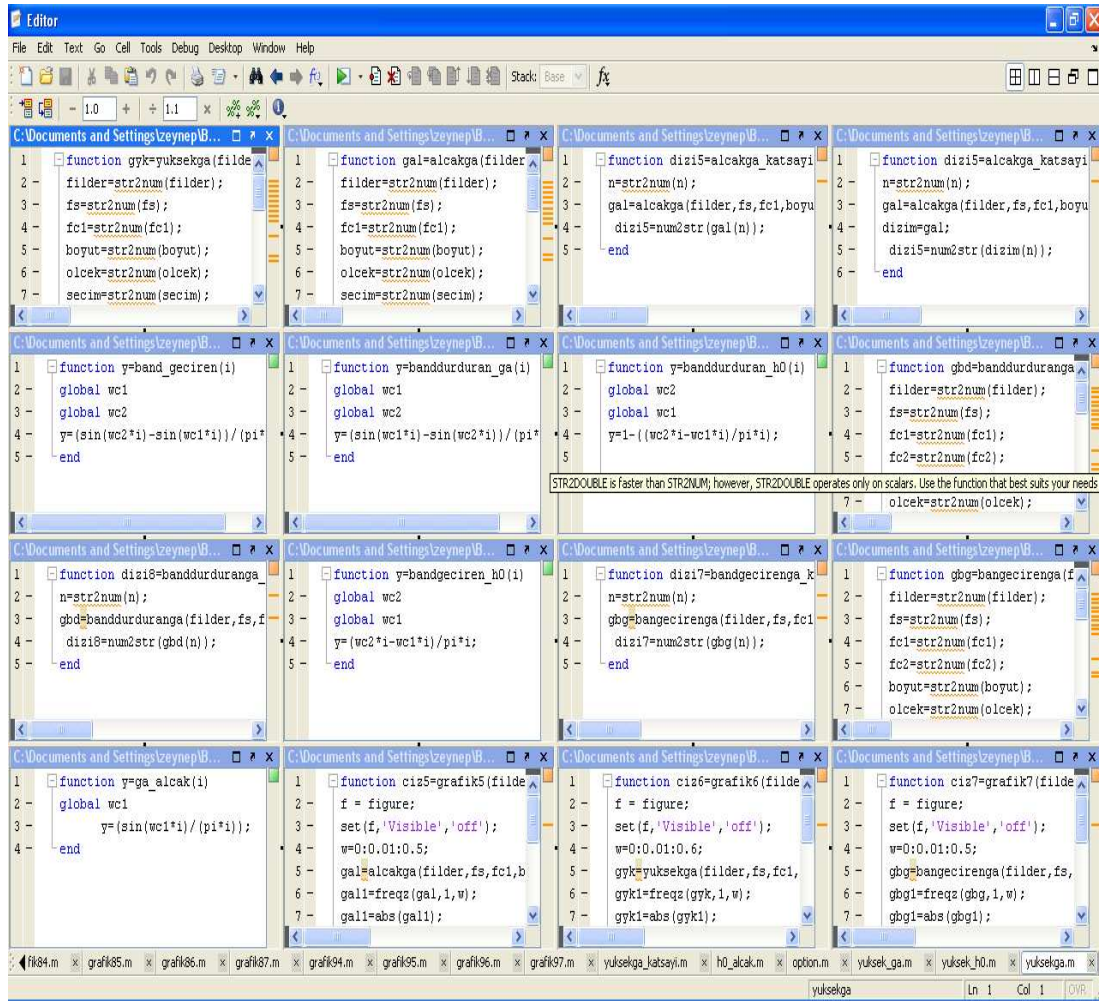 Editor
File Edit Text Go Cell Tools Debug Desktop Window Help
Stack: Base fx
- 1.0 + ÷ 1.1 ×
C:\Documents and Settings\zeynep\B...
1 function gyk=yuksekga(filde
2 - filder=str2num(filder);
3 - fs=str2num(fs);
4 - fc1=str2num(fc1);
5 - boyut=str2num(boyut);
6 - olcek=str2num(olcek);
7 - secim=str2num(secim);
C:\Documents and Settings\zeynep\B...
1 function gal=alcakga(filder
2 - filder=str2num(filder);
3 - fs=str2num(fs);
4 - fc1=str2num(fc1);
5 - boyut=str2num(boyut);
6 - olcek=str2num(olcek);
7 - secim=str2num(secim);
C:\Documents and Settings\zeynep\B...
1 function dizi5=alcakga_katsayi
2 - n=str2num(n);
3 - gal=alcakga(filder,fs,fc1,boyu
4 - dizi5=num2str(gal(n));
5 - end
C:\Documents and Settings\zeynep\B...
1 function dizi5=alcakga_katsayi
2 - n=str2num(n);
3 - gal=alcakga(filder,fs,fc1,boyu
4 - dizim=gal;
5 - dizi5=num2str(dizim(n));
6 - end
C:\Documents and Settings\zeynep\B...
1 function y=band_geciren(i)
2 - global wc1
3 - global wc2
4 - y=(sin(wc2*i)-sin(wc1*i))/(pi*
5 - end
C:\Documents and Settings\zeynep\B...
1 function y=banddurduran_ga(i)
2 - global wc1
3 - global wc2
4 - y=(sin(wc1*i)-sin(wc2*i))/(pi*
5 - end
C:\Documents and Settings\zeynep\B...
1 function y=banddurduran_h0(i)
2 - global wc2
3 - global wc1
4 - y=1-((wc2*i-wc1*i)/pi*i);
5
C:\Documents and Settings\zeynep\B...
1 function gbd=banddurduranga
2 - filder=str2num(filder);
3 - fs=str2num(fs);
4 - fc1=str2num(fc1);
5 - fc2=str2num(fc2);
STR2DOUBLE is faster than STR2NUM; however, STR2DOUBLE operates only on scalars. Use the function that best suits your needs
7 - olcek=str2num(olcek);
C:\Documents and Settings\zeynep\B...
1 function dizi8=banddurduranga_
2 - n=str2num(n);
3 - gbd=banddurduranga(filder,fs,f
4 - dizi8=num2str(gbd(n));
5 - end
C:\Documents and Settings\zeynep\B...
1 function y=bandgeciren_h0(i)
2 - global wc2
3 - global wc1
4 - y=(wc2*i-wc1*i)/pi*i;
5 - end
C:\Documents and Settings\zeynep\B...
1 function dizi7=bandgecirenga_k
2 - n=str2num(n);
3 - gbg=bangecirenga(filder,fs,fc1
4 - dizi7=num2str(gbg(n));
5 - end
C:\Documents and Settings\zeynep\B...
1 function gbg=bangecirenga(f
2 - filder=str2num(filder);
3 - fs=str2num(fs);
4 - fc1=str2num(fc1);
5 - fc2=str2num(fc2);
6 - boyut=str2num(boyut);
7 - olcek=str2num(olcek);
C:\Documents and Settings\zeynep\B...
1 function y=ga_alcak(i)
2 - global wc1
3 - y=(sin(wc1*i)/(pi*i));
4 - end
C:\Documents and Settings\zeynep\B...
1 function ciz5=grafik5(filde
2 - f = figure;
3 - set(f,'Visible','off');
4 - w=0:0.01:0.5;
5 - gal=alcakga(filder,fs,fc1,b
6 - gal1=freqz(gal,1,w);
7 - gal1=abs(gal1);
C:\Documents and Settings\zeynep\B...
1 function ciz6=grafik6(filde
2 - f = figure;
3 - set(f,'Visible','off');
4 - w=0:0.01:0.6;
5 - gyk=yuksekga(filder,fs,fc1,
6 - gyk1=freqz(gyk,1,w);
7 - gyk1=abs(gyk1);
C:\Documents and Settings\zeynep\B...
1 function ciz7=grafik7(filde
2 - f = figure;
3 - set(f,'Visible','off');
4 - w=0:0.01:0.5;
5 - gbg=bangecirenga(filder,fs,
6 - gbg1=freqz(gbg,1,w);
7 - gbg1=abs(gbg1);
fik84.m × grafik85.m × grafik86.m × grafik87.m × grafik94.m × grafik95.m × grafik96.m × grafik97.m × yuksekga_katsayi.m × h0_alcak.m × option.m × yuksek_ga.m × yuksek_h0.m × yuksekga.m ×
yuksekga Ln 1 Col 1 OVR